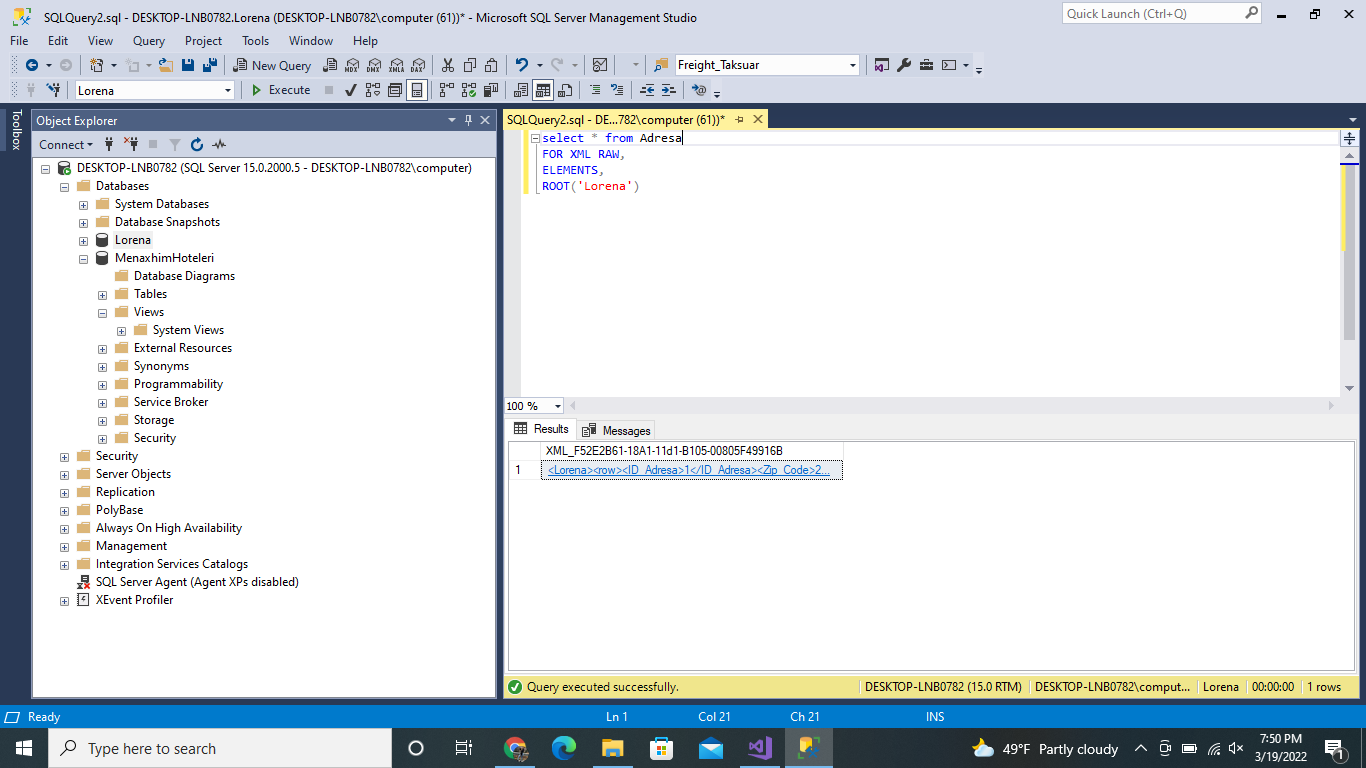 SQLQuery2.sql - DESKTOP-LNB0782.Lorena (DESKTOP-LNB0782\computer (61))* - Microsoft SQL Server Management Studio
Quick Launch (Ctrl+Q)
File Edit View Query Project Tools Window Help
New Query MDX DMX XMLA DAX Freight_Taksuar
Lorena Execute
Toolbox
Object Explorer
Connect
DESKTOP-LNB0782 (SQL Server 15.0.2000.5 - DESKTOP-LNB0782\computer)
Databases
System Databases
Database Snapshots
Lorena
MenaxhimHoteleri
Database Diagrams
Tables
Views
System Views
External Resources
Synonyms
Programmability
Service Broker
Storage
Security
Security
Server Objects
Replication
PolyBase
Always On High Availability
Management
Integration Services Catalogs
SQL Server Agent (Agent XPs disabled)
XEvent Profiler
SQLQuery2.sql - DE...782\computer (61))*
select * from Adresa
FOR XML RAW,
ELEMENTS,
ROOT('Lorena')
100 %
Results Messages
XML_F52E2B61-18A1-11d1-B105-00805F49916B
1 <Lorena><row><ID_Adresa>1</ID_Adresa><Zip_Code>2...
Query executed successfully. DESKTOP-LNB0782 (15.0 RTM) DESKTOP-LNB0782\comput... Lorena 00:00:00 1 rows
Ready Ln 1 Col 21 Ch 21 INS
Type here to search
49°F Partly cloudy
7:50 PM
3/19/2022
1